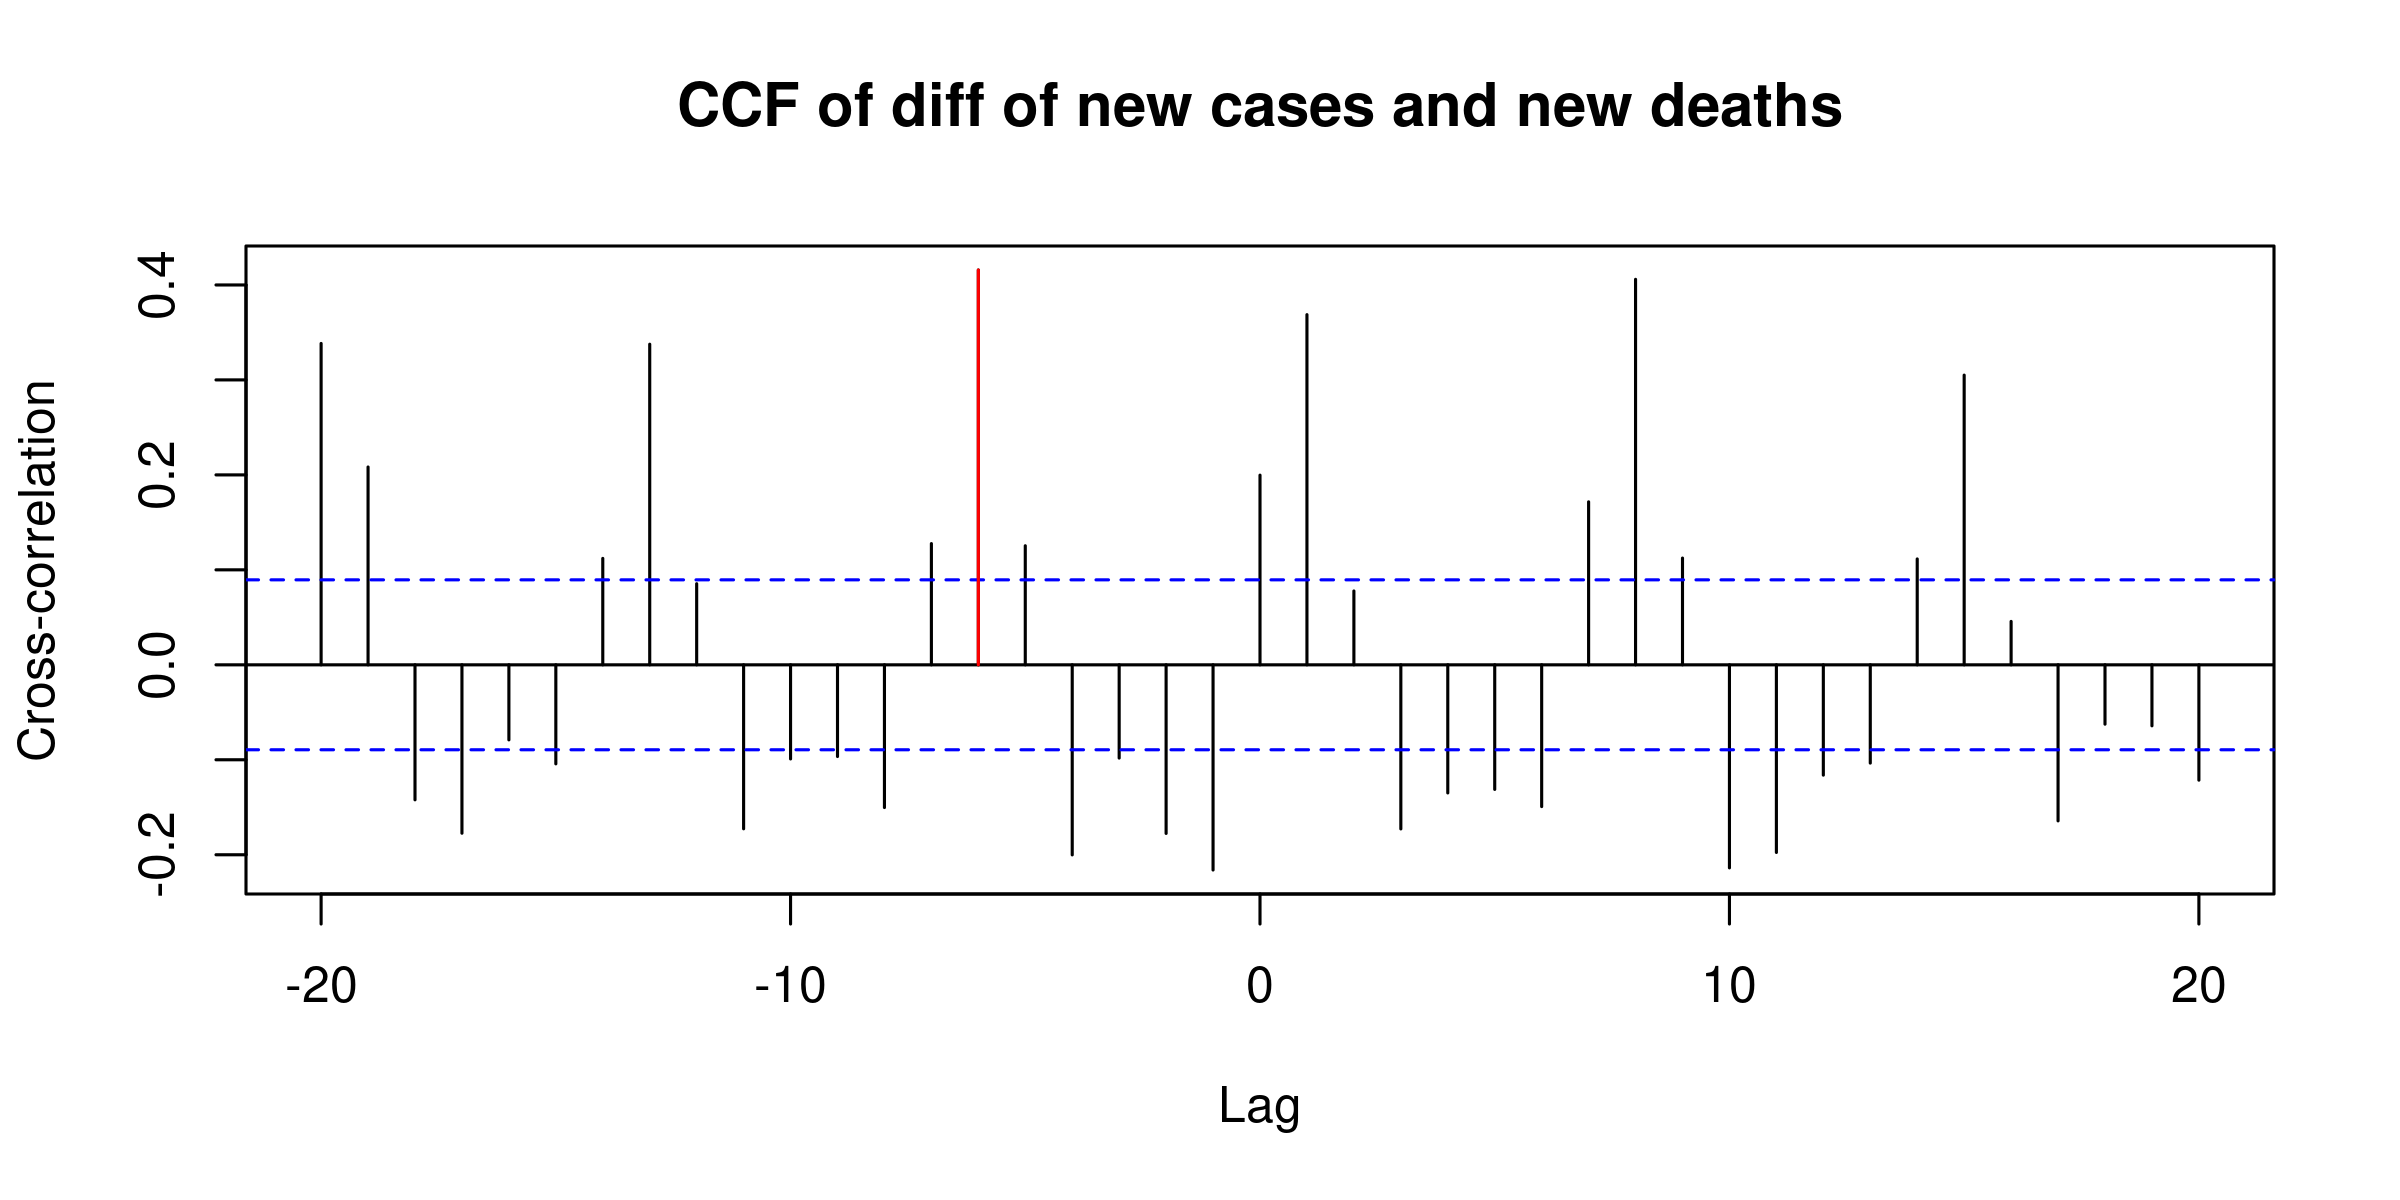 CCF of diff of new cases and new deaths
Cross-correlation
0.4
0.2
0.0
-0.2
-20 -10 0 10 20
Lag